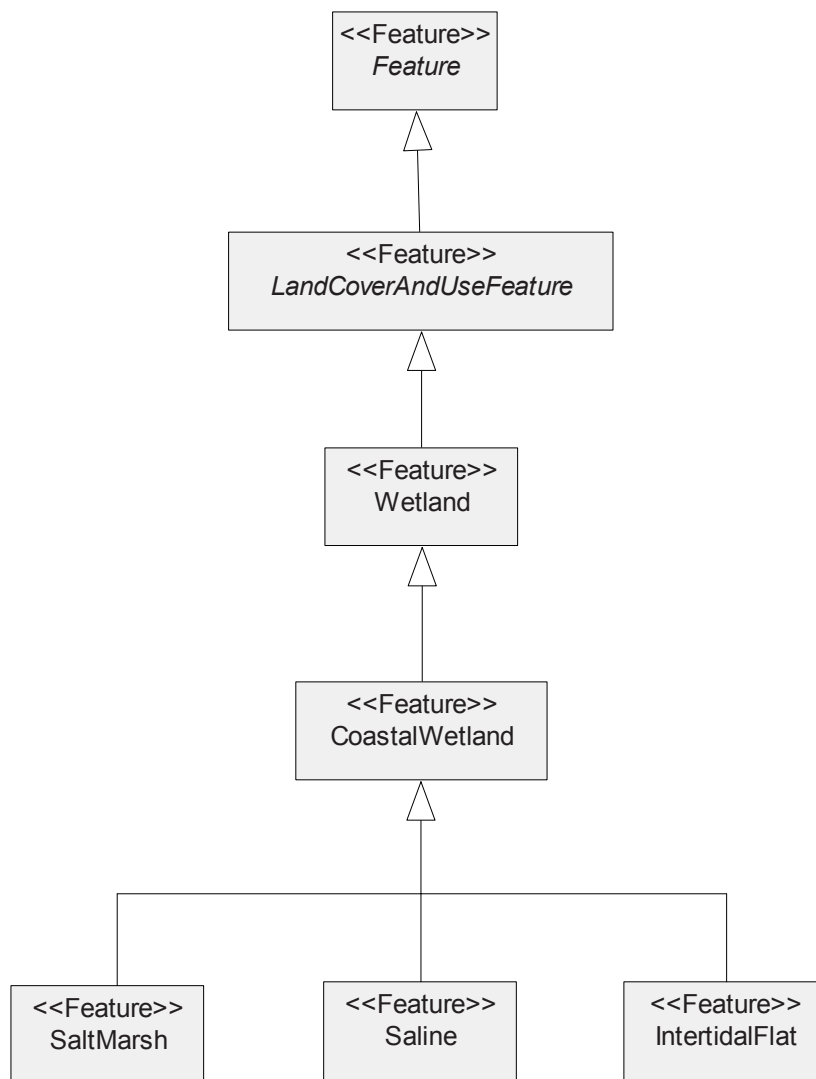 <<Feature>>
Feature
<<Feature>>
LandCoverAndUseFeature
<<Feature>>
Wetland
<<Feature>>
CoastalWetland
<<Feature>>
SaltMarsh
<<Feature>>
Saline
<<Feature>>
IntertidalFlat